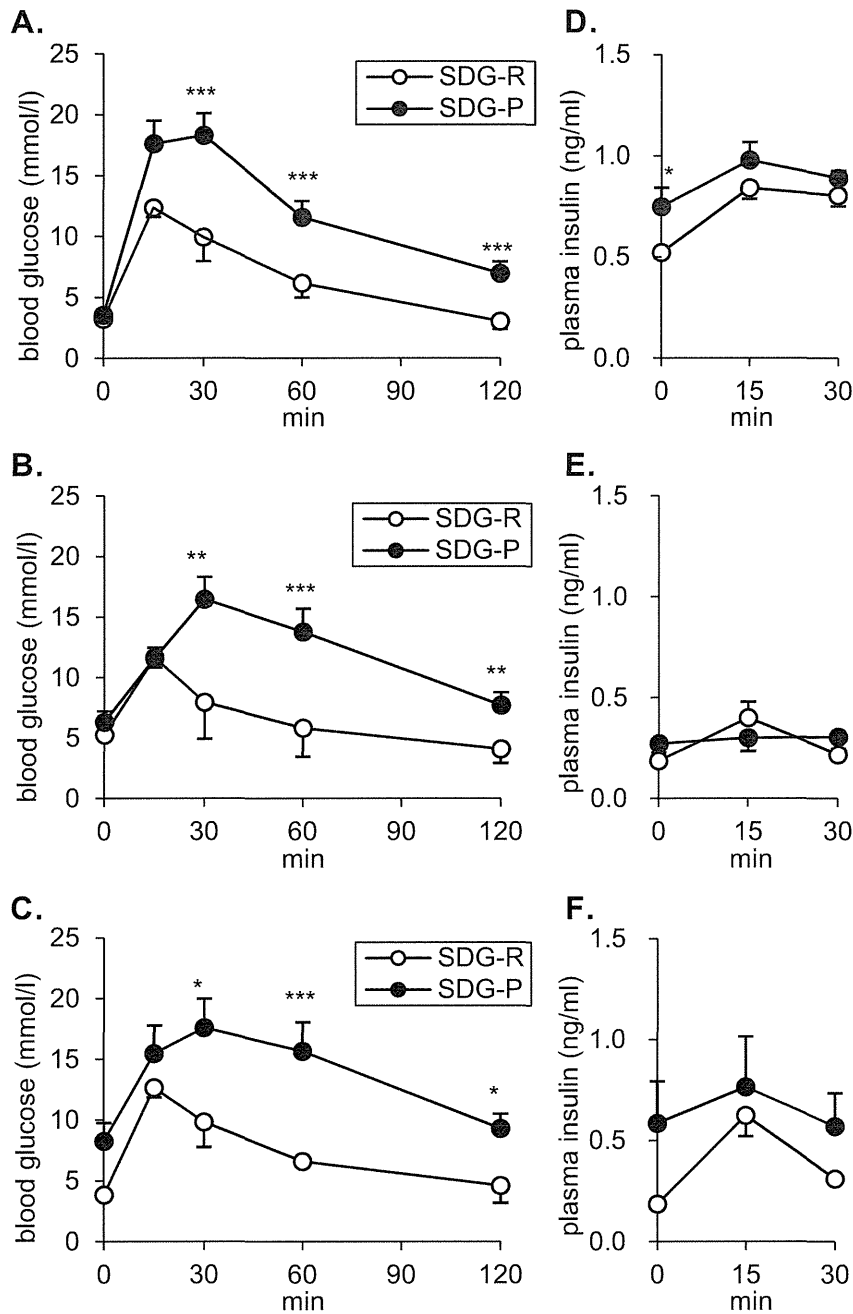 A.
25
20
15
10
5
0
blood glucose (mmol/l)
***
***
***
SDG-R
SDG-P
0 30 60 90 120
min
D.
1.5
1.0
0.5
0.0
plasma insulin (ng/ml)
*
0 15 30
min
B.
25
20
15
10
5
0
blood glucose (mmol/l)
**
***
**
SDG-R
SDG-P
0 30 60 90 120
min
E.
1.5
1.0
0.5
0.0
plasma insulin (ng/ml)
0 15 30
min
C.
25
20
15
10
5
0
blood glucose (mmol/l)
*
***
*
SDG-R
SDG-P
0 30 60 90 120
min
F.
1.5
1.0
0.5
0.0
plasma insulin (ng/ml)
0 15 30
min